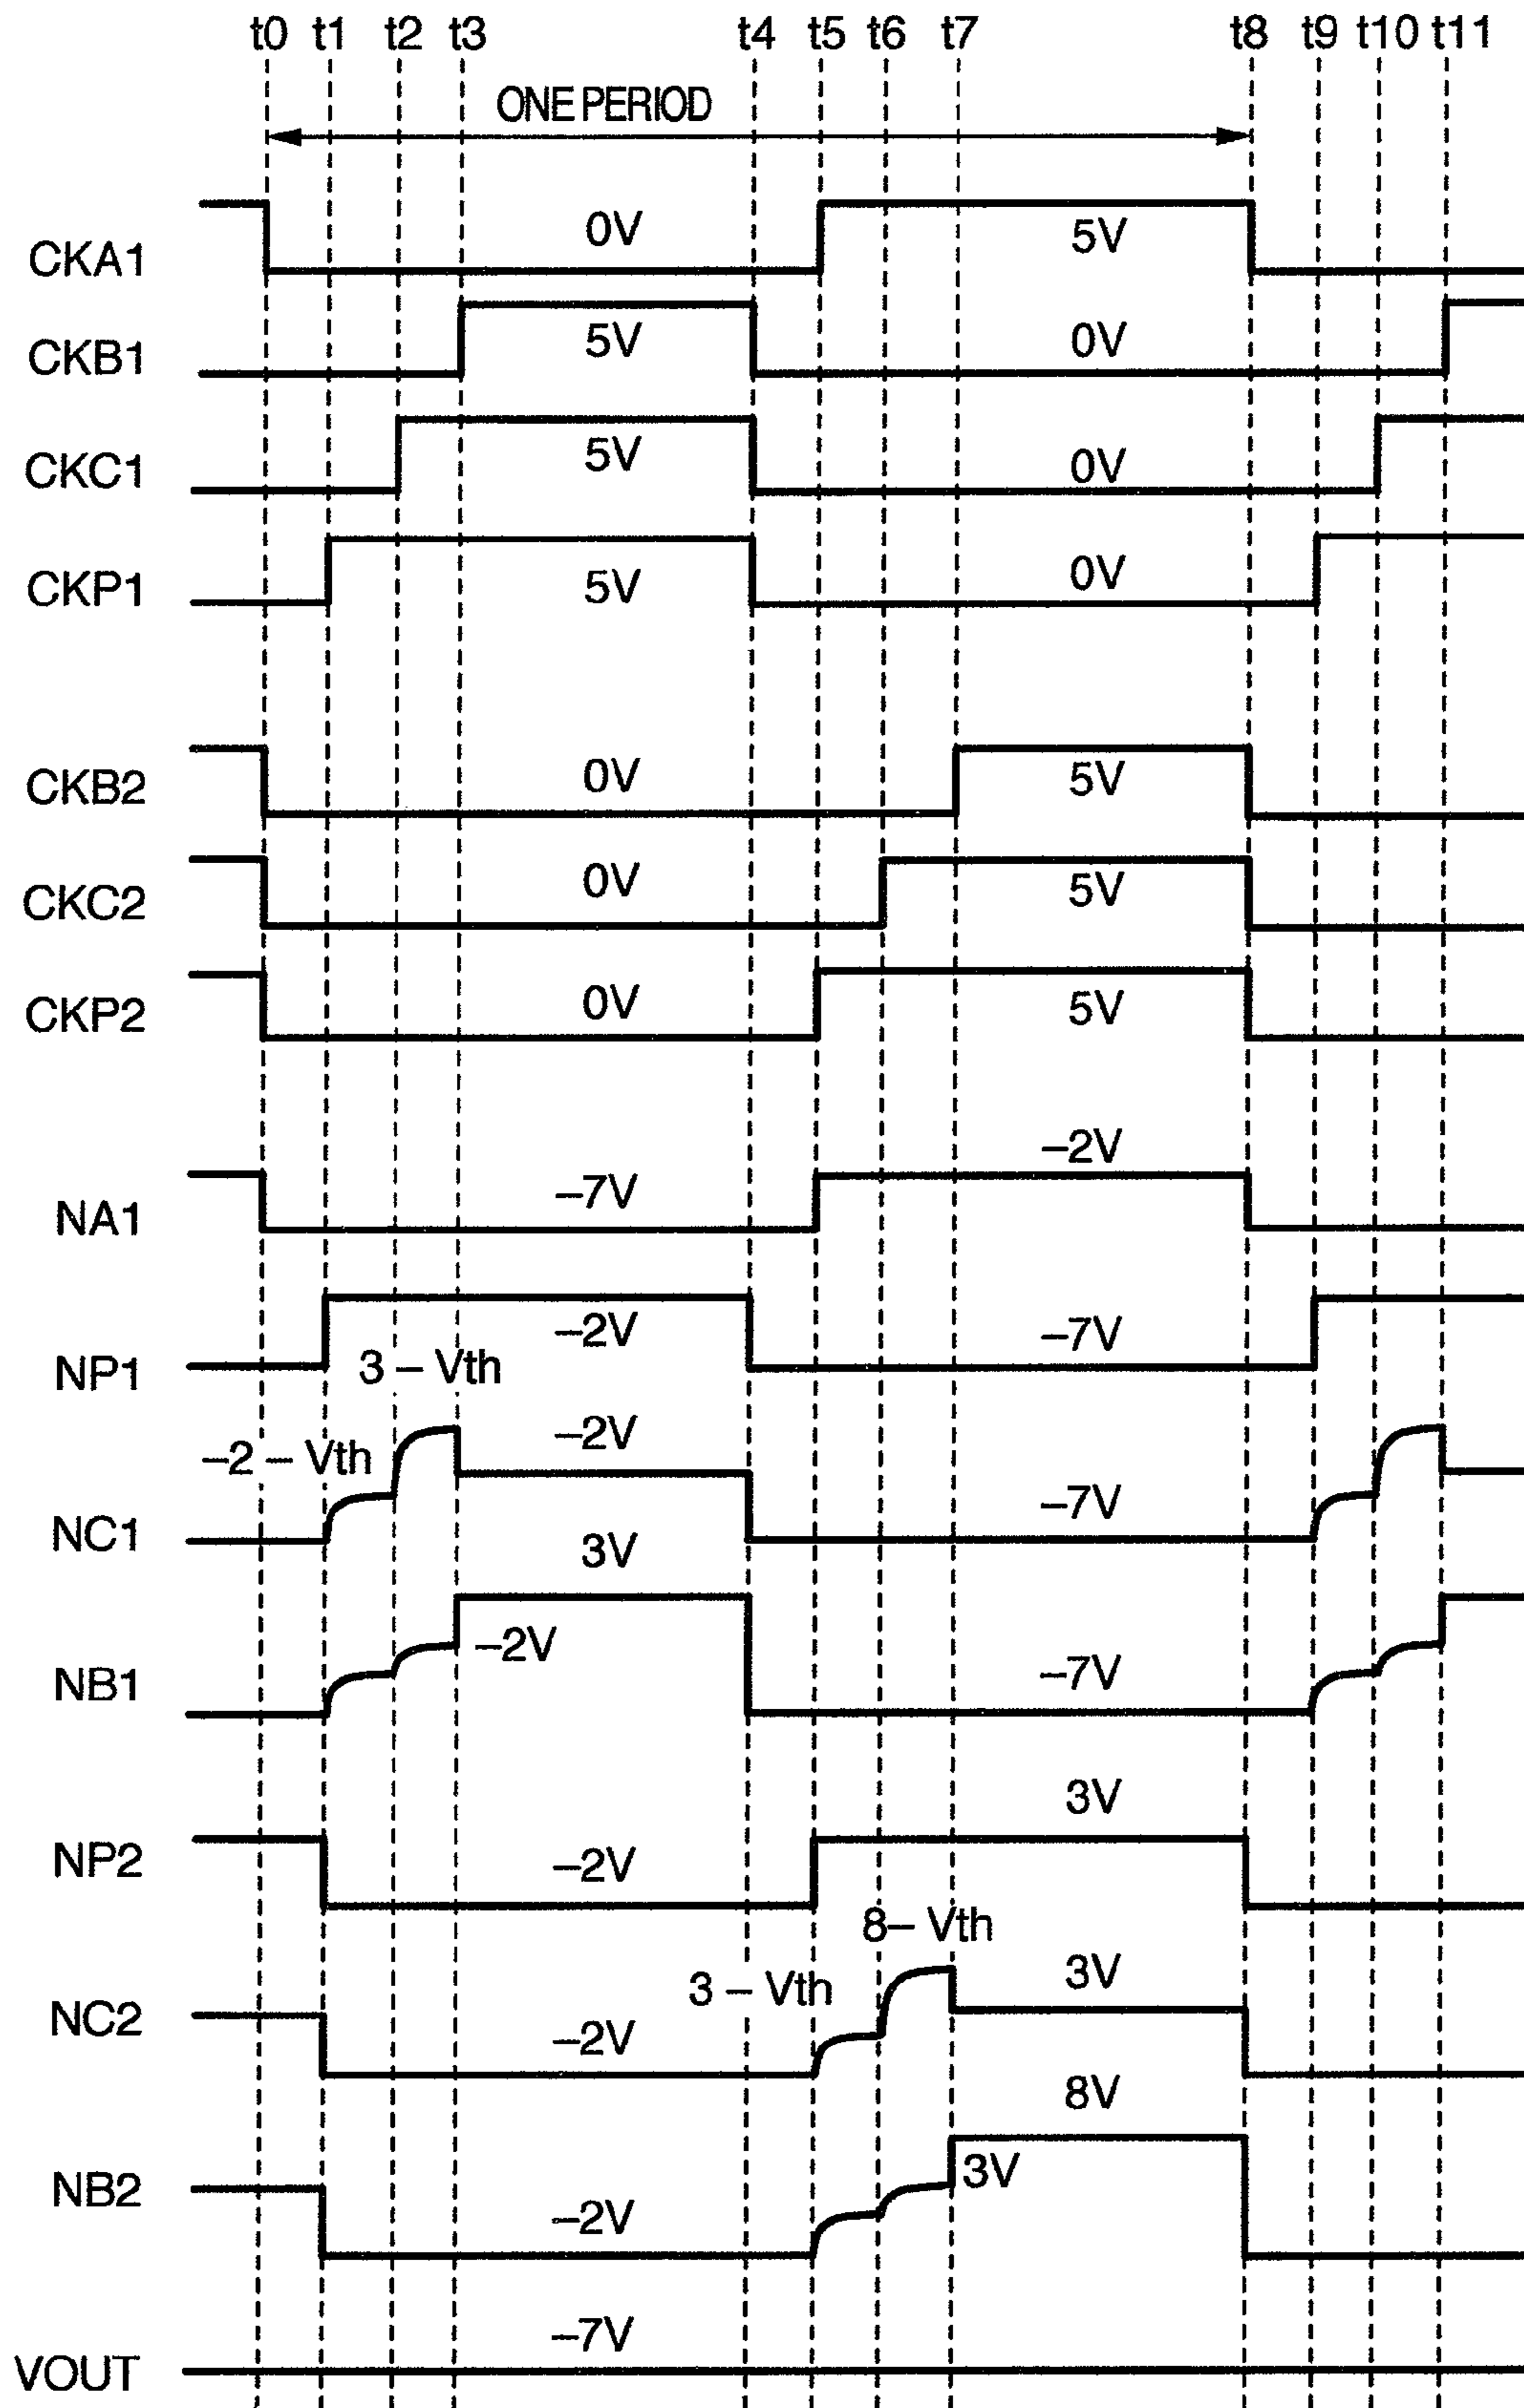 t0 t1 t2 t3 t4 t5 t6 t7 t8 t9 t10 t11
ONE PERIOD
CKA1 0V 5V
CKB1 5V 0V
CKC1 5V 0V
CKP1 5V 0V
CKB2 0V 5V
CKC2 0V 5V
CKP2 0V 5V
–2V
NA1 –7V
NP1 –2V –7V
3 – Vth
–2V
–2 – Vth
NC1 –7V
3V
–2V
NB1 –7V
3V
NP2 –2V
8– Vth
3 – Vth 3V
NC2 –2V
8V
3V
NB2 –2V
–7V
VOUT